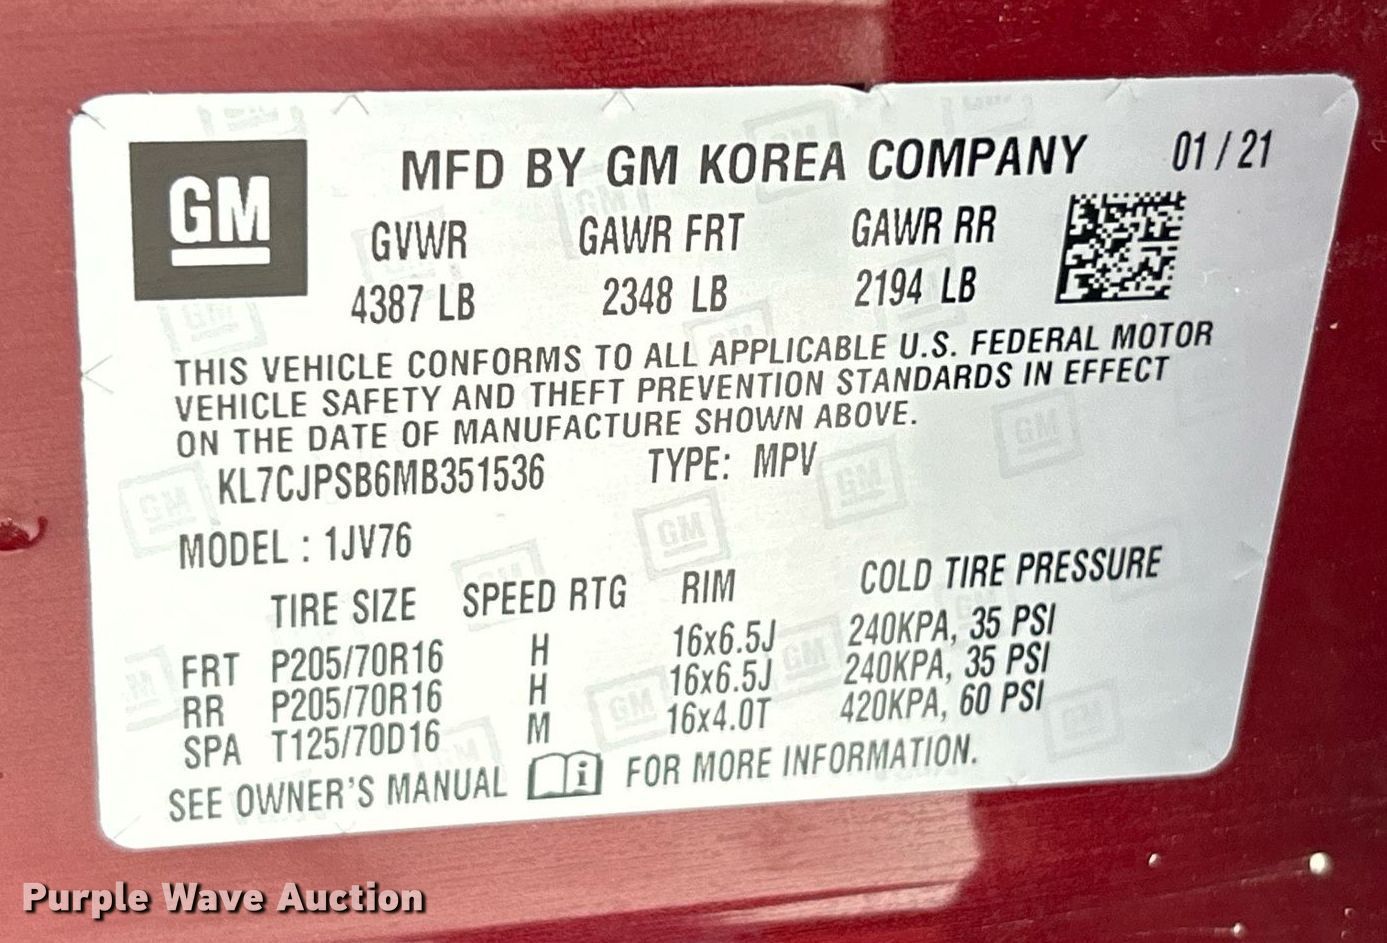 GM
MFD BY GM KOREA COMPANY 01 / 21
GVWR GAWR FRT GAWR RR
4387 LB 2348 LB 2194 LB
THIS VEHICLE CONFORMS TO ALL APPLICABLE U.S. FEDERAL MOTOR
VEHICLE SAFETY AND THEFT PREVENTION STANDARDS IN EFFECT
ON THE DATE OF MANUFACTURE SHOWN ABOVE.
KL7CJPSB6MB351536 TYPE: MPV
MODEL : 1JV76
TIRE SIZE SPEED RTG RIM COLD TIRE PRESSURE
FRT P205/70R16 H 16x6.5J 240KPA, 35 PSI
RR P205/70R16 H 16x6.5J 240KPA, 35 PSI
SPA T125/70D16 M 16x4.0T 420KPA, 60 PSI
SEE OWNER'S MANUAL i FOR MORE INFORMATION.
Purple Wave Auction